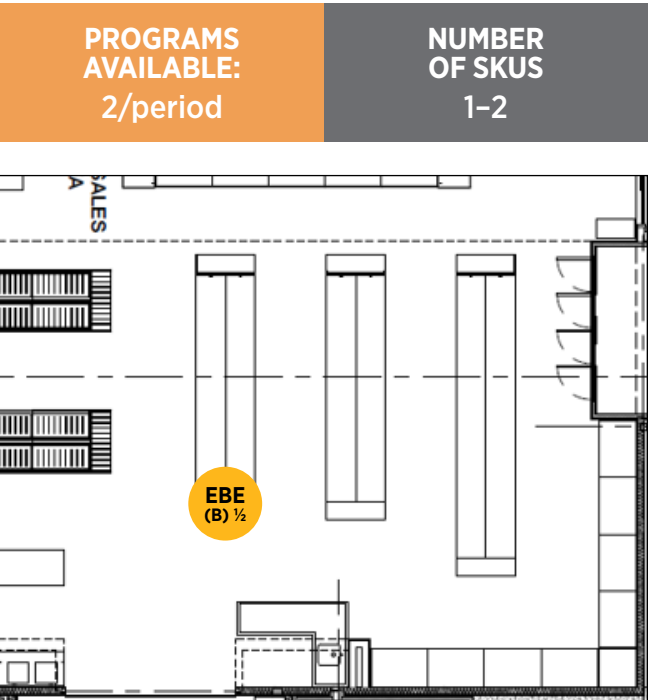 PROGRAMS
AVAILABLE:
2/period
NUMBER
OF SKUS
1–2
SALES
A
EBE
(B) ½